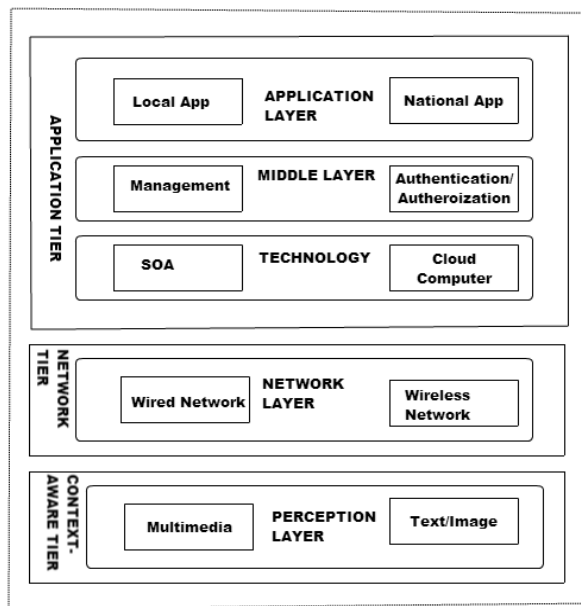 APPLICATION TIER
Local App
APPLICATION
LAYER
National App
Management
MIDDLE LAYER
Authentication/
Autheroization
SOA
TECHNOLOGY
Cloud
Computer
NETWORK
TIER
Wired Network
NETWORK
LAYER
Wireless
Network
CONTEXT-
AWARE TIER
Multimedia
PERCEPTION
LAYER
Text/Image